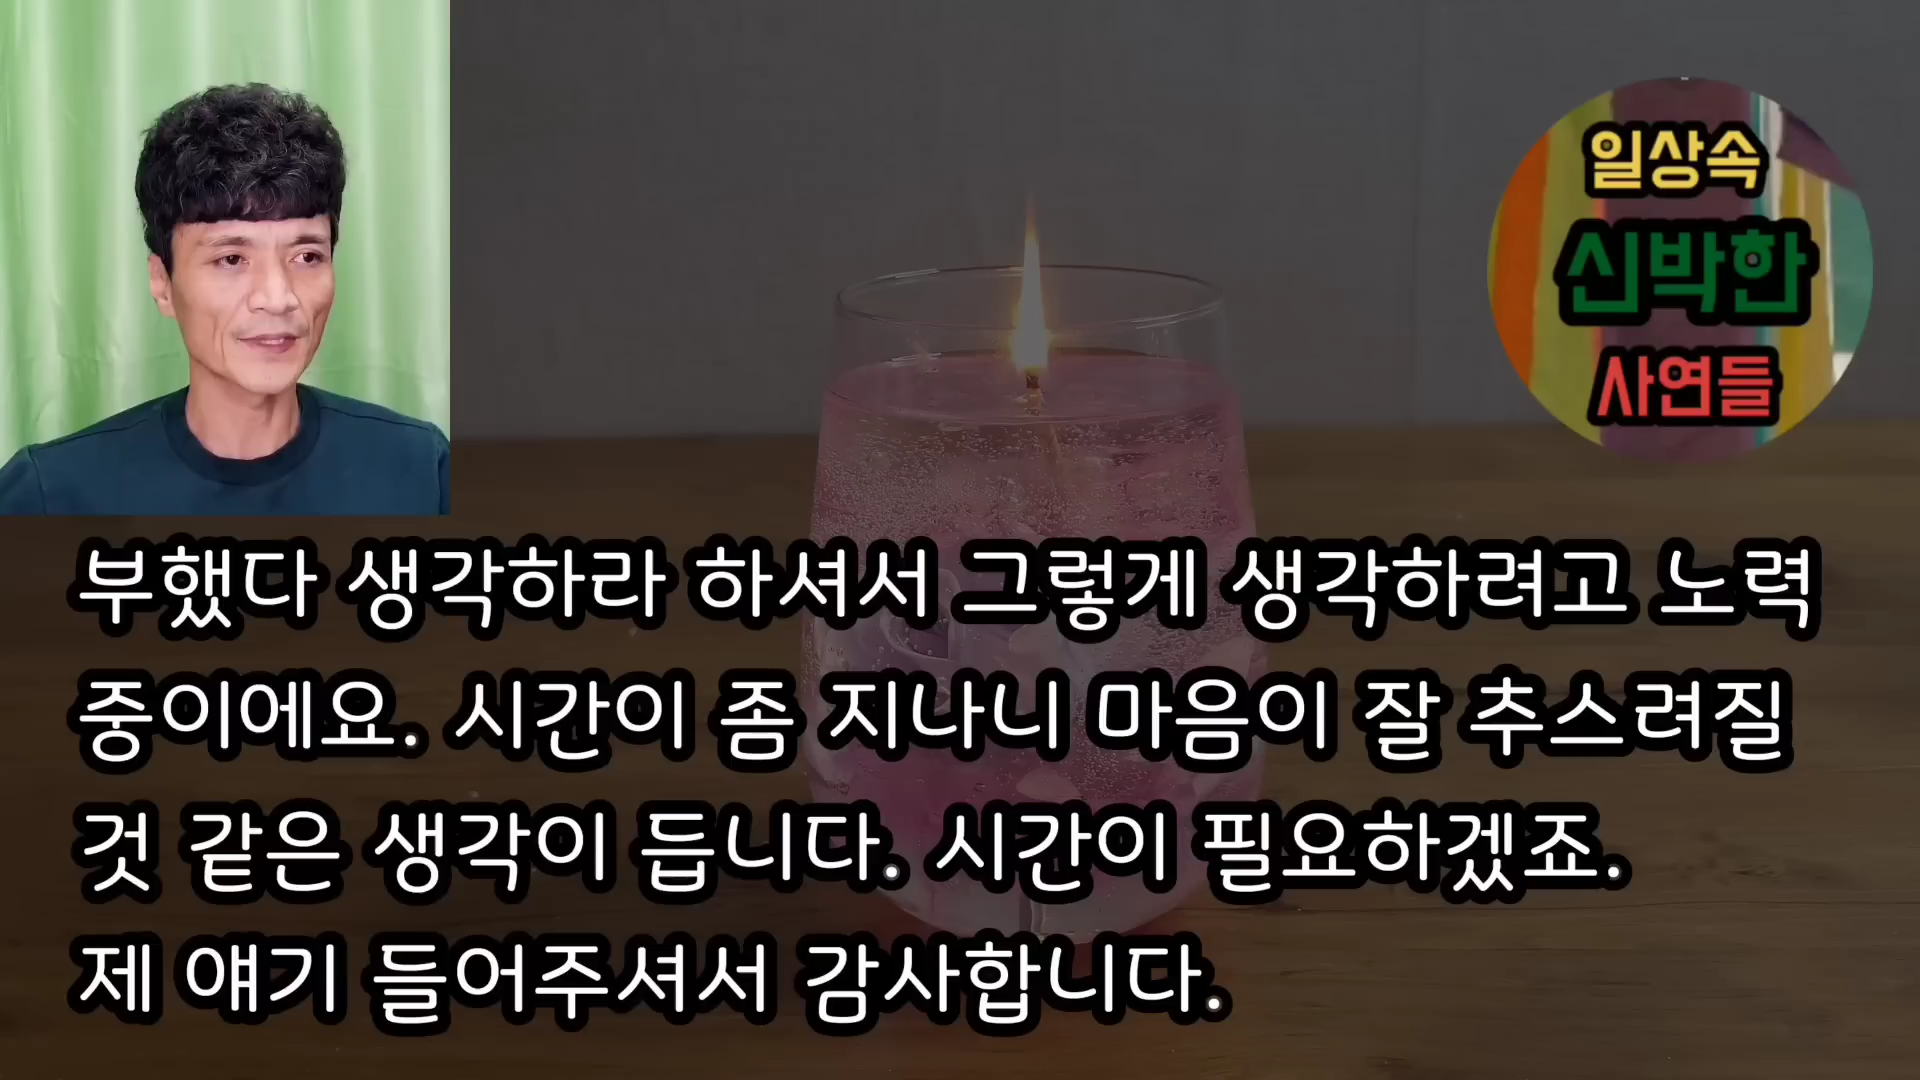 일상속
신박한
사연들
부했다 생각하라 하셔서 그렇게 생각하려고 노력
중이에요. 시간이 좀 지나니 마음이 잘 추스려질
것 같은 생각이 듭니다. 시간이 필요하겠죠.
제 얘기 들어주셔서 감사합니다.